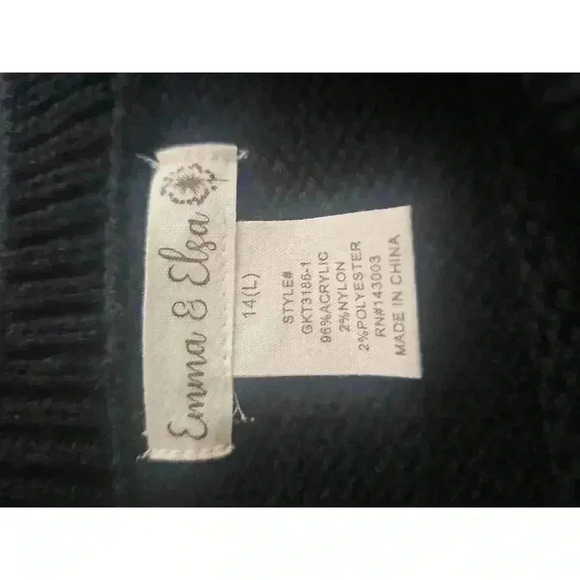 Emma & Elsa
14(L)
STYLE#
GKT3186-1
96%ACRYLIC
2%NYLON
2%POLYESTER
RN#143003
MADE IN CHINA